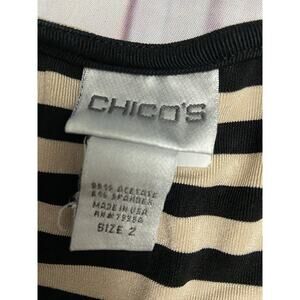 CHICO'S
95% ACETATE
5% SPANDEX
MADE IN USA
SIZE 2